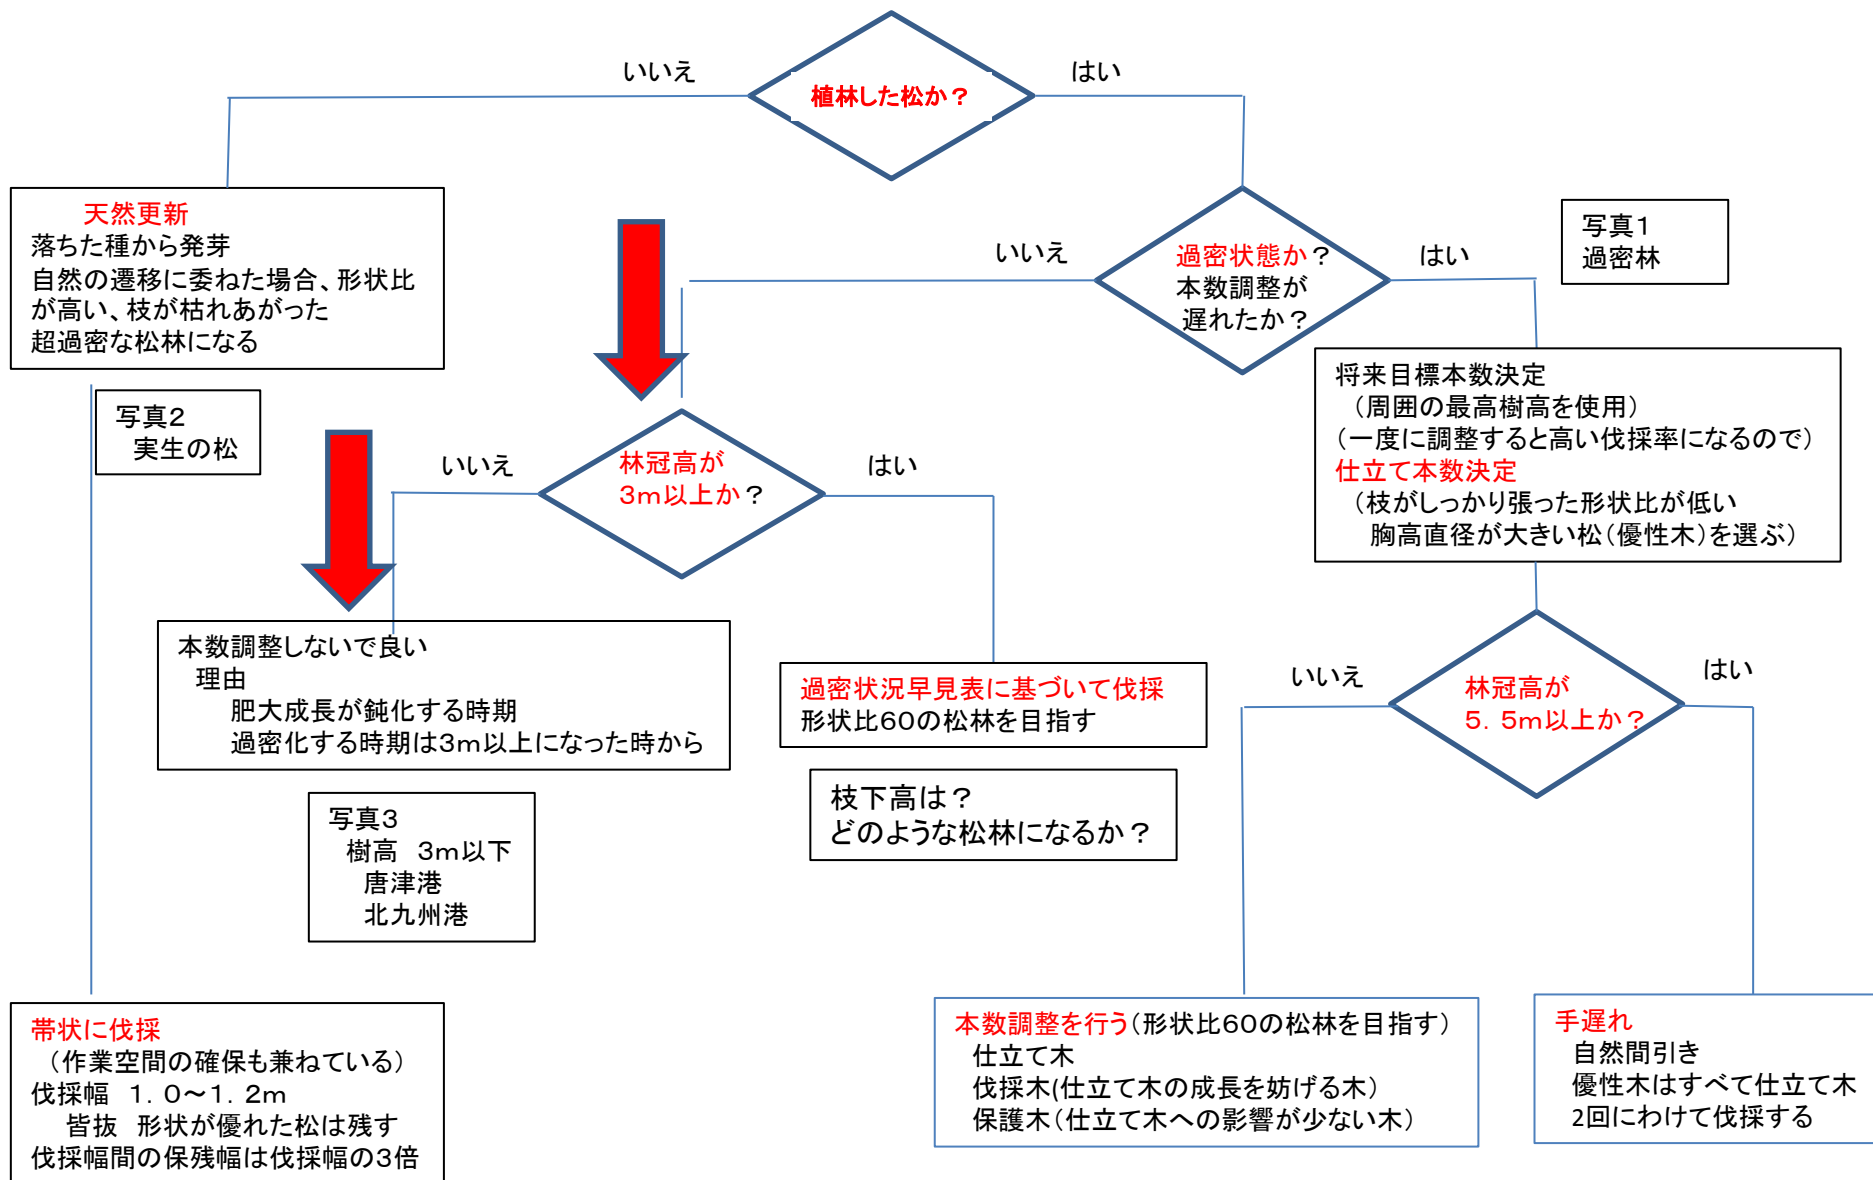 植林した松か？
いいえ
はい
天然更新
落ちた種から発芽
自然の遷移に委ねた場合、形状比
が高い、枝が枯れあがった
超過密な松林になる
写真2
実生の松
いいえ
過密状態か？
本数調整が
遅れたか？
はい
写真1
過密林
将来目標本数決定
（周囲の最高樹高を使用）
（一度に調整すると高い伐採率になるので）
仕立て本数決定
（枝がしっかり張った形状比が低い
胸高直径が大きい松（優性木）を選ぶ）
いいえ
林冠高が
3m以上か？
はい
本数調整しないで良い
理由
肥大成長が鈍化する時期
過密化する時期は3m以上になった時から
過密状況早見表に基づいて伐採
形状比60の松林を目指す
枝下高は？
どのような松林になるか？
写真3
樹高　3m以下
唐津港
北九州港
いいえ
林冠高が
5．5m以上か？
はい
帯状に伐採
（作業空間の確保も兼ねている）
伐採幅　1．0～1．2m
皆抜　形状が優れた松は残す
伐採幅間の保残幅は伐採幅の3倍
本数調整を行う（形状比60の松林を目指す）
仕立て木
伐採木(仕立て木の成長を妨げる木）
保護木（仕立て木への影響が少ない木）
手遅れ
自然間引き
優性木はすべて仕立て木
2回にわけて伐採する